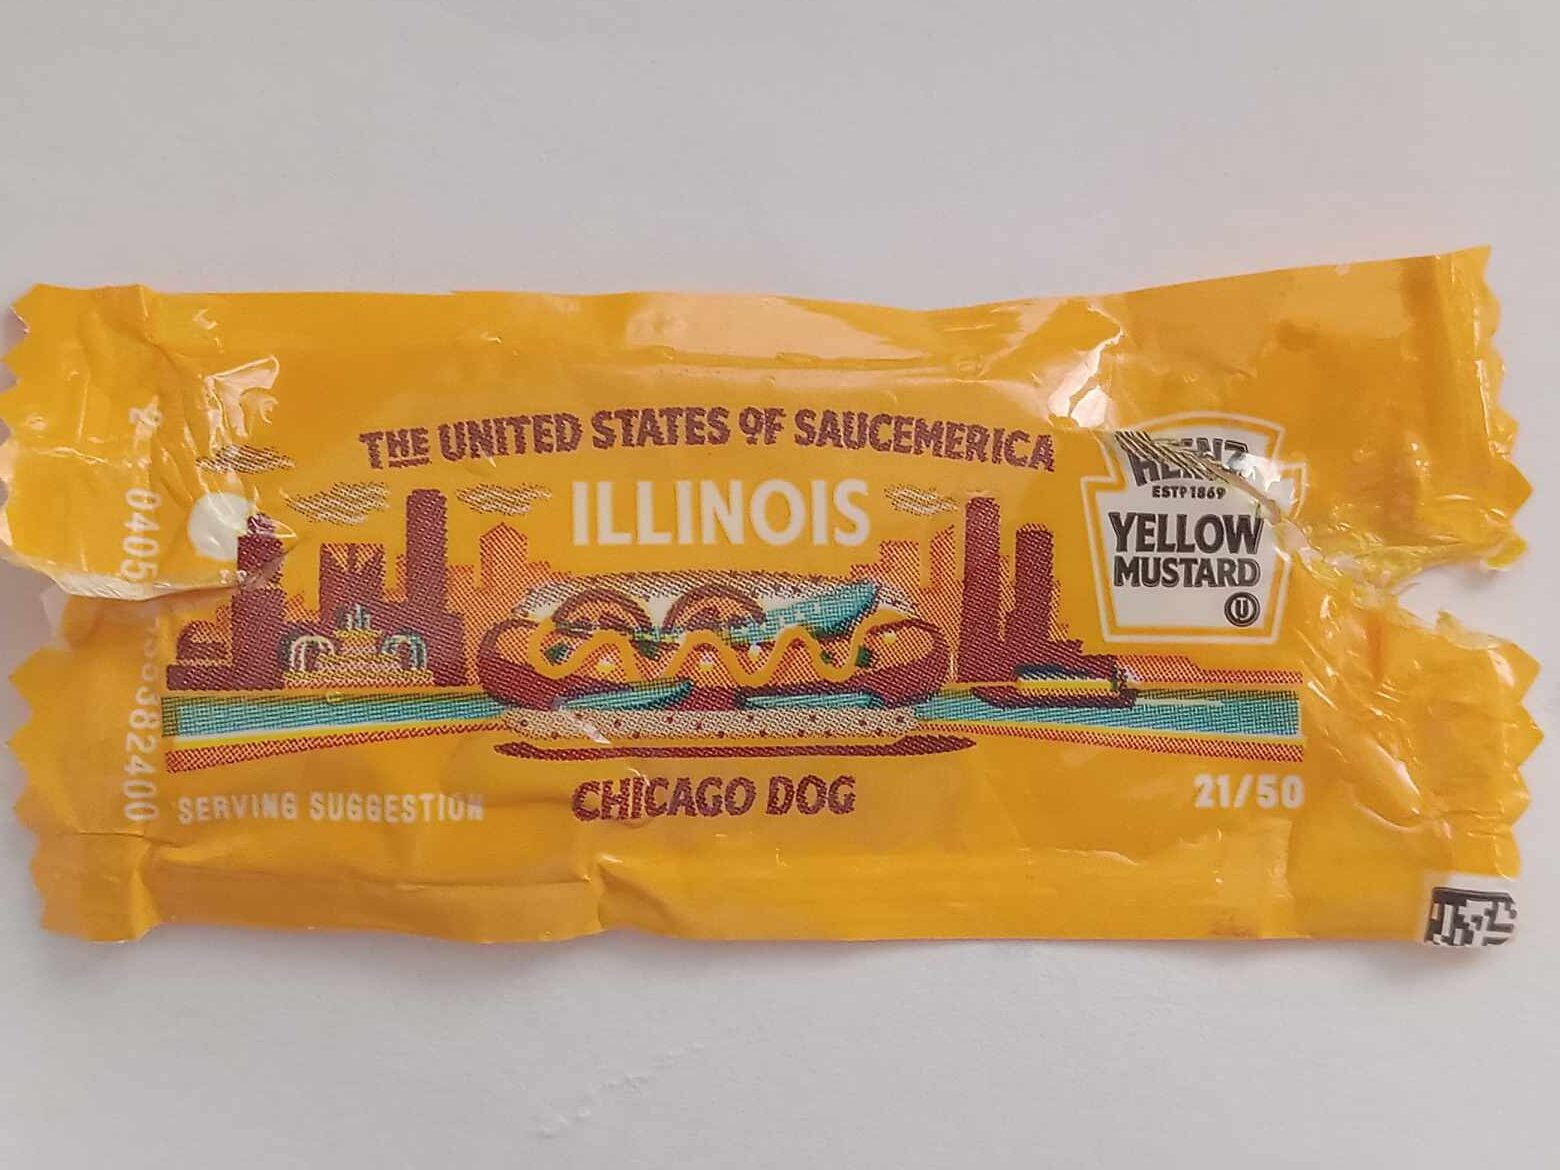 THE UNITED STATES OF SAUCEMERICA
ILLINOIS
HEINZ
ESTD 1869
YELLOW
MUSTARD
U
CHICAGO DOG
SERVING SUGGESTION
21/50